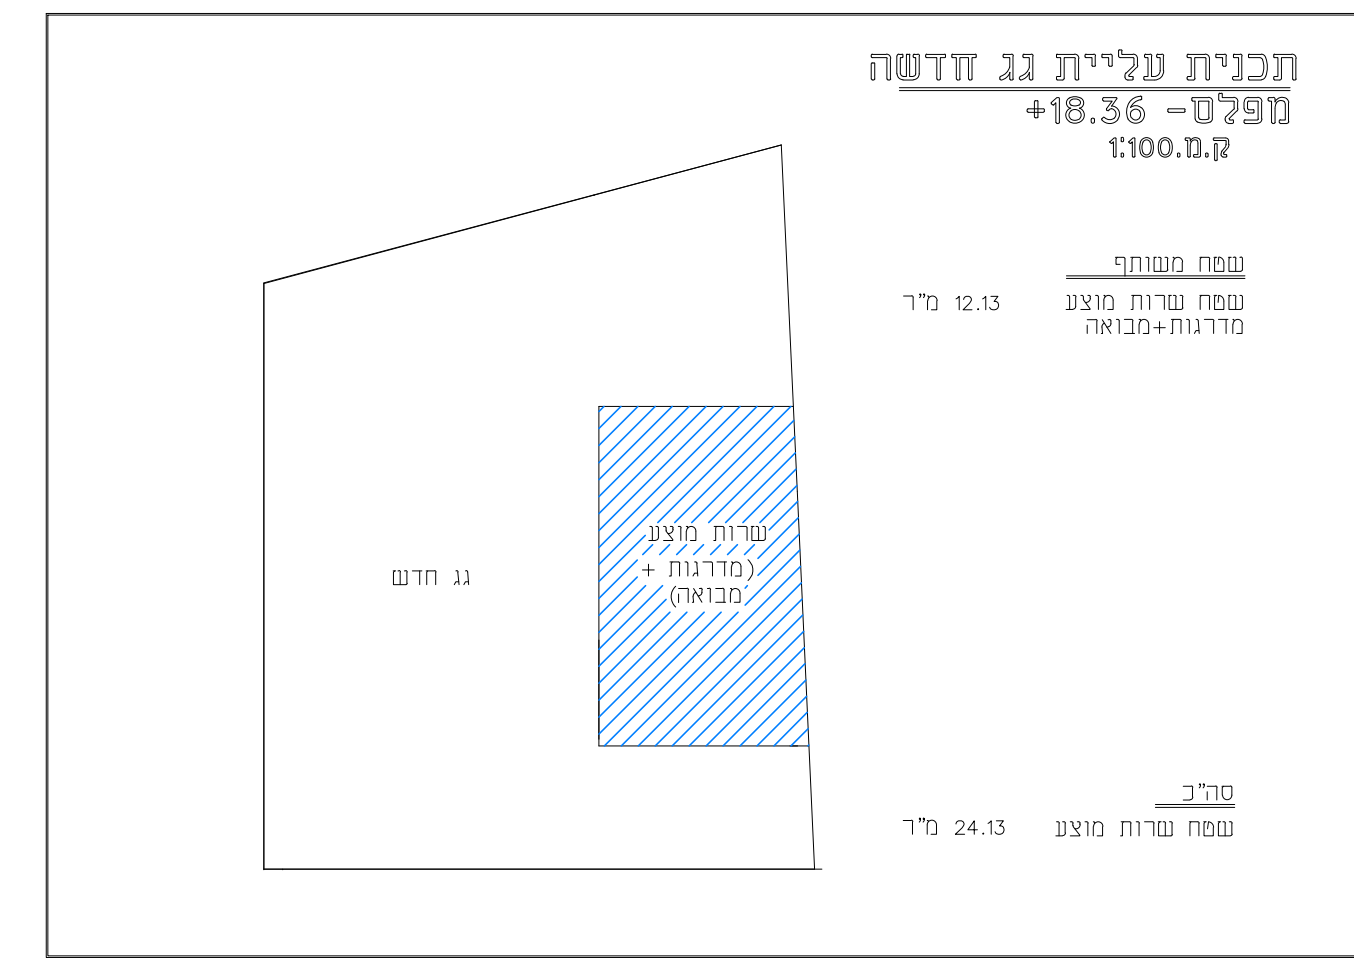 תכנית עליית גג חדשה
מפלס- 18.36+
ק.מ.1:100
שטח משותף
שטח שרות מוצע 12.13 מ"ר
מדרגות+מבואה
שרות מוצע
(מדרגות +
מבואה)
גג חדש
סה"כ
שטח שרות מוצע 24.13 מ"ר